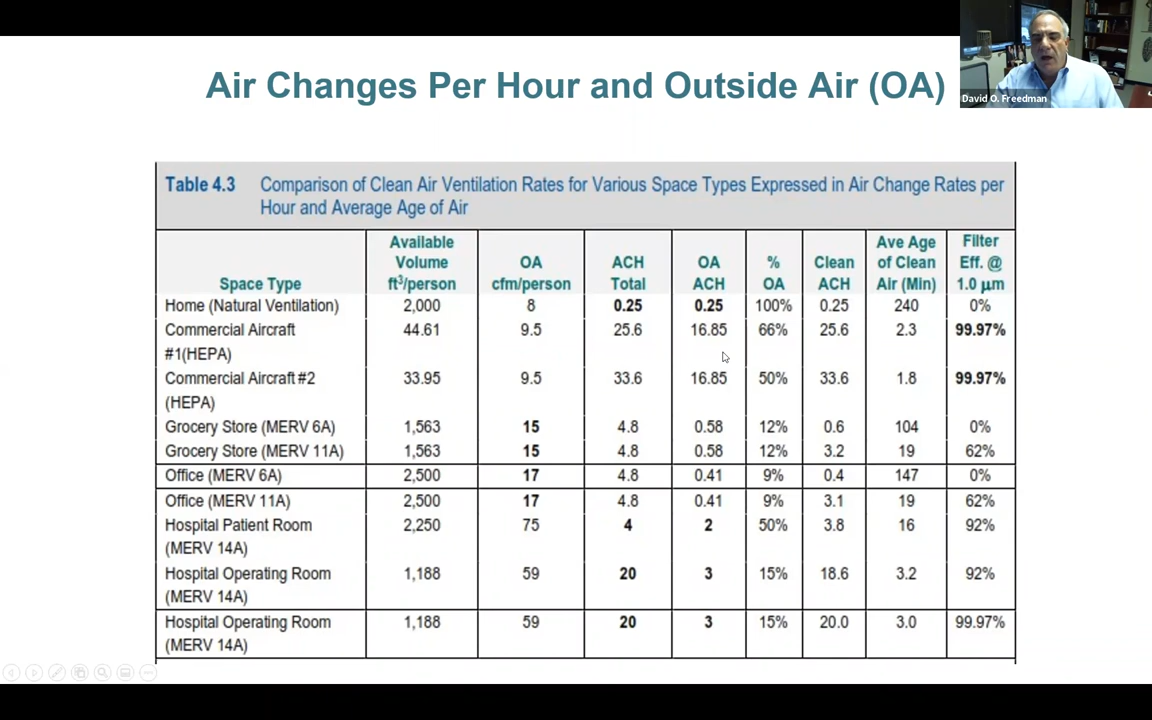 Air Changes Per Hour and Outside Air (OA)
David O. Freedman
Table 4.3 Comparison of Clean Air Ventilation Rates for Various Space Types Expressed in Air Change Rates per
Hour and Average Age of Air
Space Type Available Volume ft³/person OA cfm/person ACH Total OA ACH % OA Clean ACH Ave Age of Clean Air (Min) Filter Eff. @ 1.0 µm
Home (Natural Ventilation) 2,000 8 0.25 0.25 100% 0.25 240 0%
Commercial Aircraft 44.61 9.5 25.6 16.85 66% 25.6 2.3 99.97%
#1(HEPA)
Commercial Aircraft #2 33.95 9.5 33.6 16.85 50% 33.6 1.8 99.97%
(HEPA)
Grocery Store (MERV 6A) 1,563 15 4.8 0.58 12% 0.6 104 0%
Grocery Store (MERV 11A) 1,563 15 4.8 0.58 12% 3.2 19 62%
Office (MERV 6A) 2,500 17 4.8 0.41 9% 0.4 147 0%
Office (MERV 11A) 2,500 17 4.8 0.41 9% 3.1 19 62%
Hospital Patient Room 2,250 75 4 2 50% 3.8 16 92%
(MERV 14A)
Hospital Operating Room 1,188 59 20 3 15% 18.6 3.2 92%
(MERV 14A)
Hospital Operating Room 1,188 59 20 3 15% 20.0 3.0 99.97%
(MERV 14A)